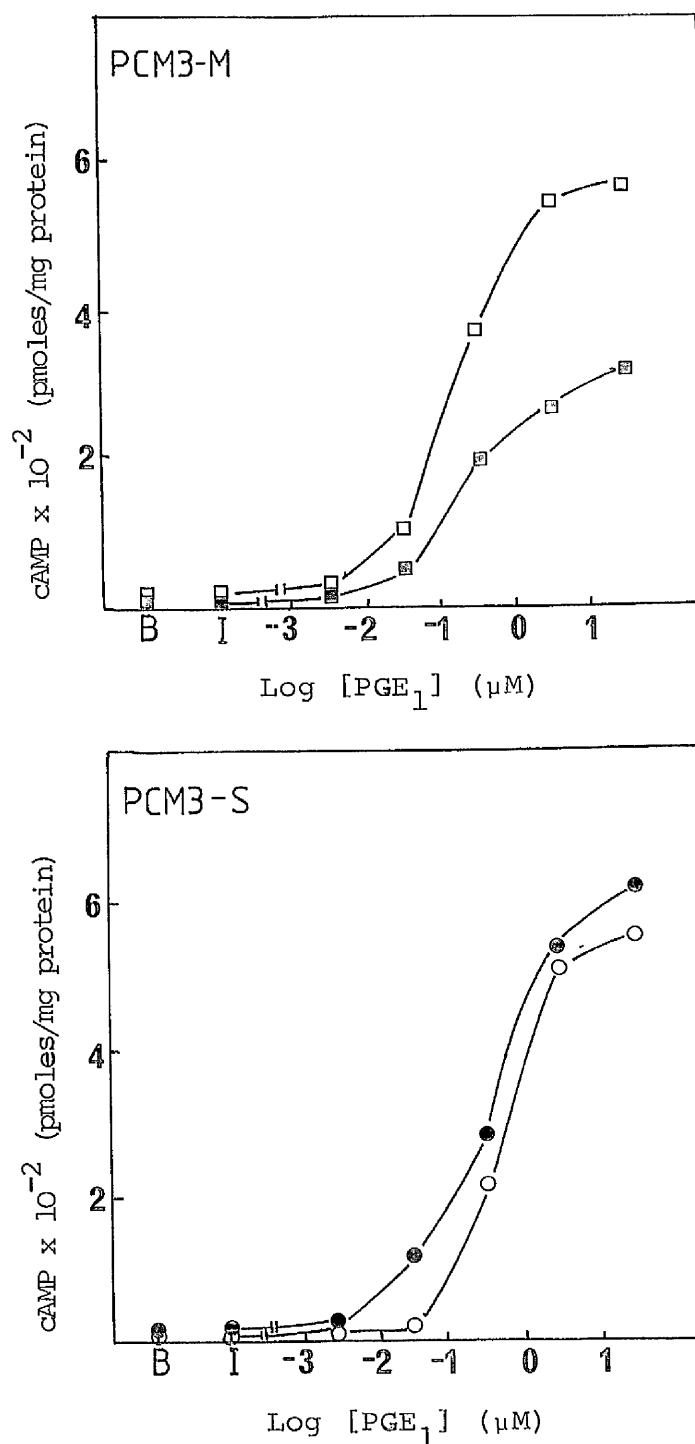 PCM3-M
cAMP x 10-2 (pmoles/mg protein)
6
4
2
B I -3 -2 -1 0 1
Log [PGE1] (µM)
PCM3-S
cAMP x 10-2 (pmoles/mg protein)
6
4
2
B I -3 -2 -1 0 1
Log [PGE1] (µM)